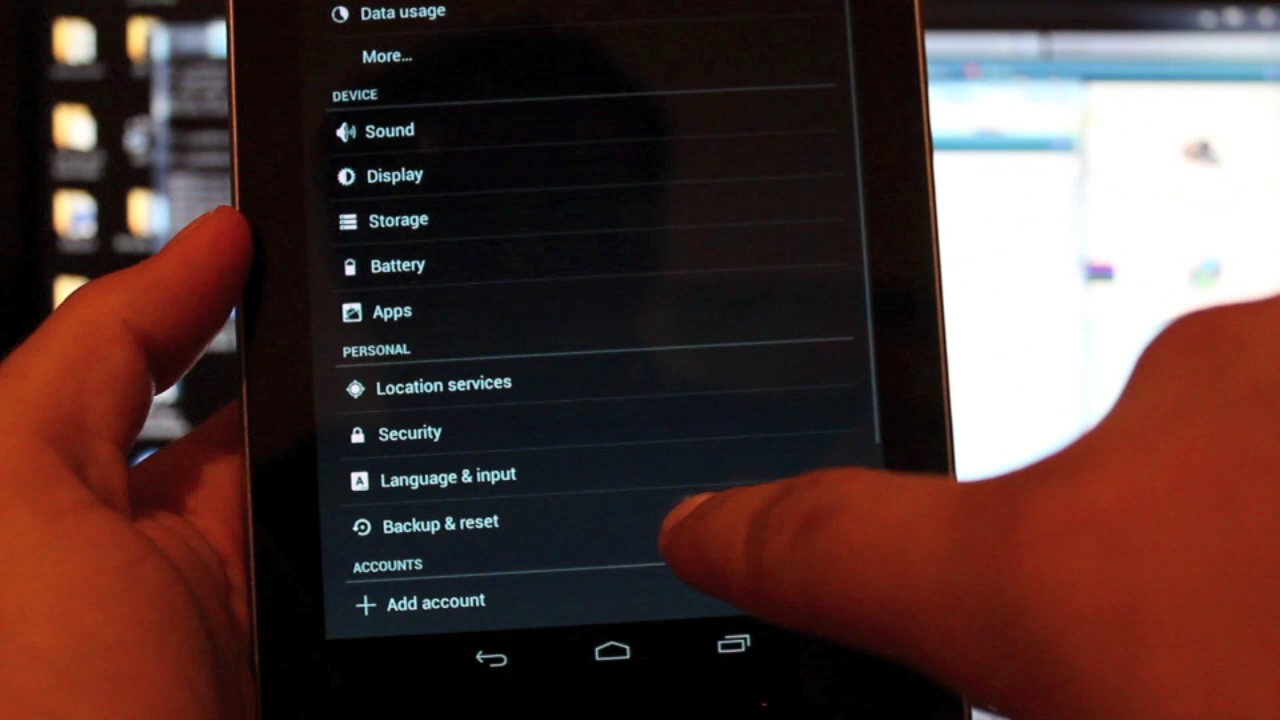 Data usage
More...
DEVICE
Sound
Display
Storage
Battery
Apps
PERSONAL
Location services
Security
Language & input
Backup & reset
ACCOUNTS
Add account